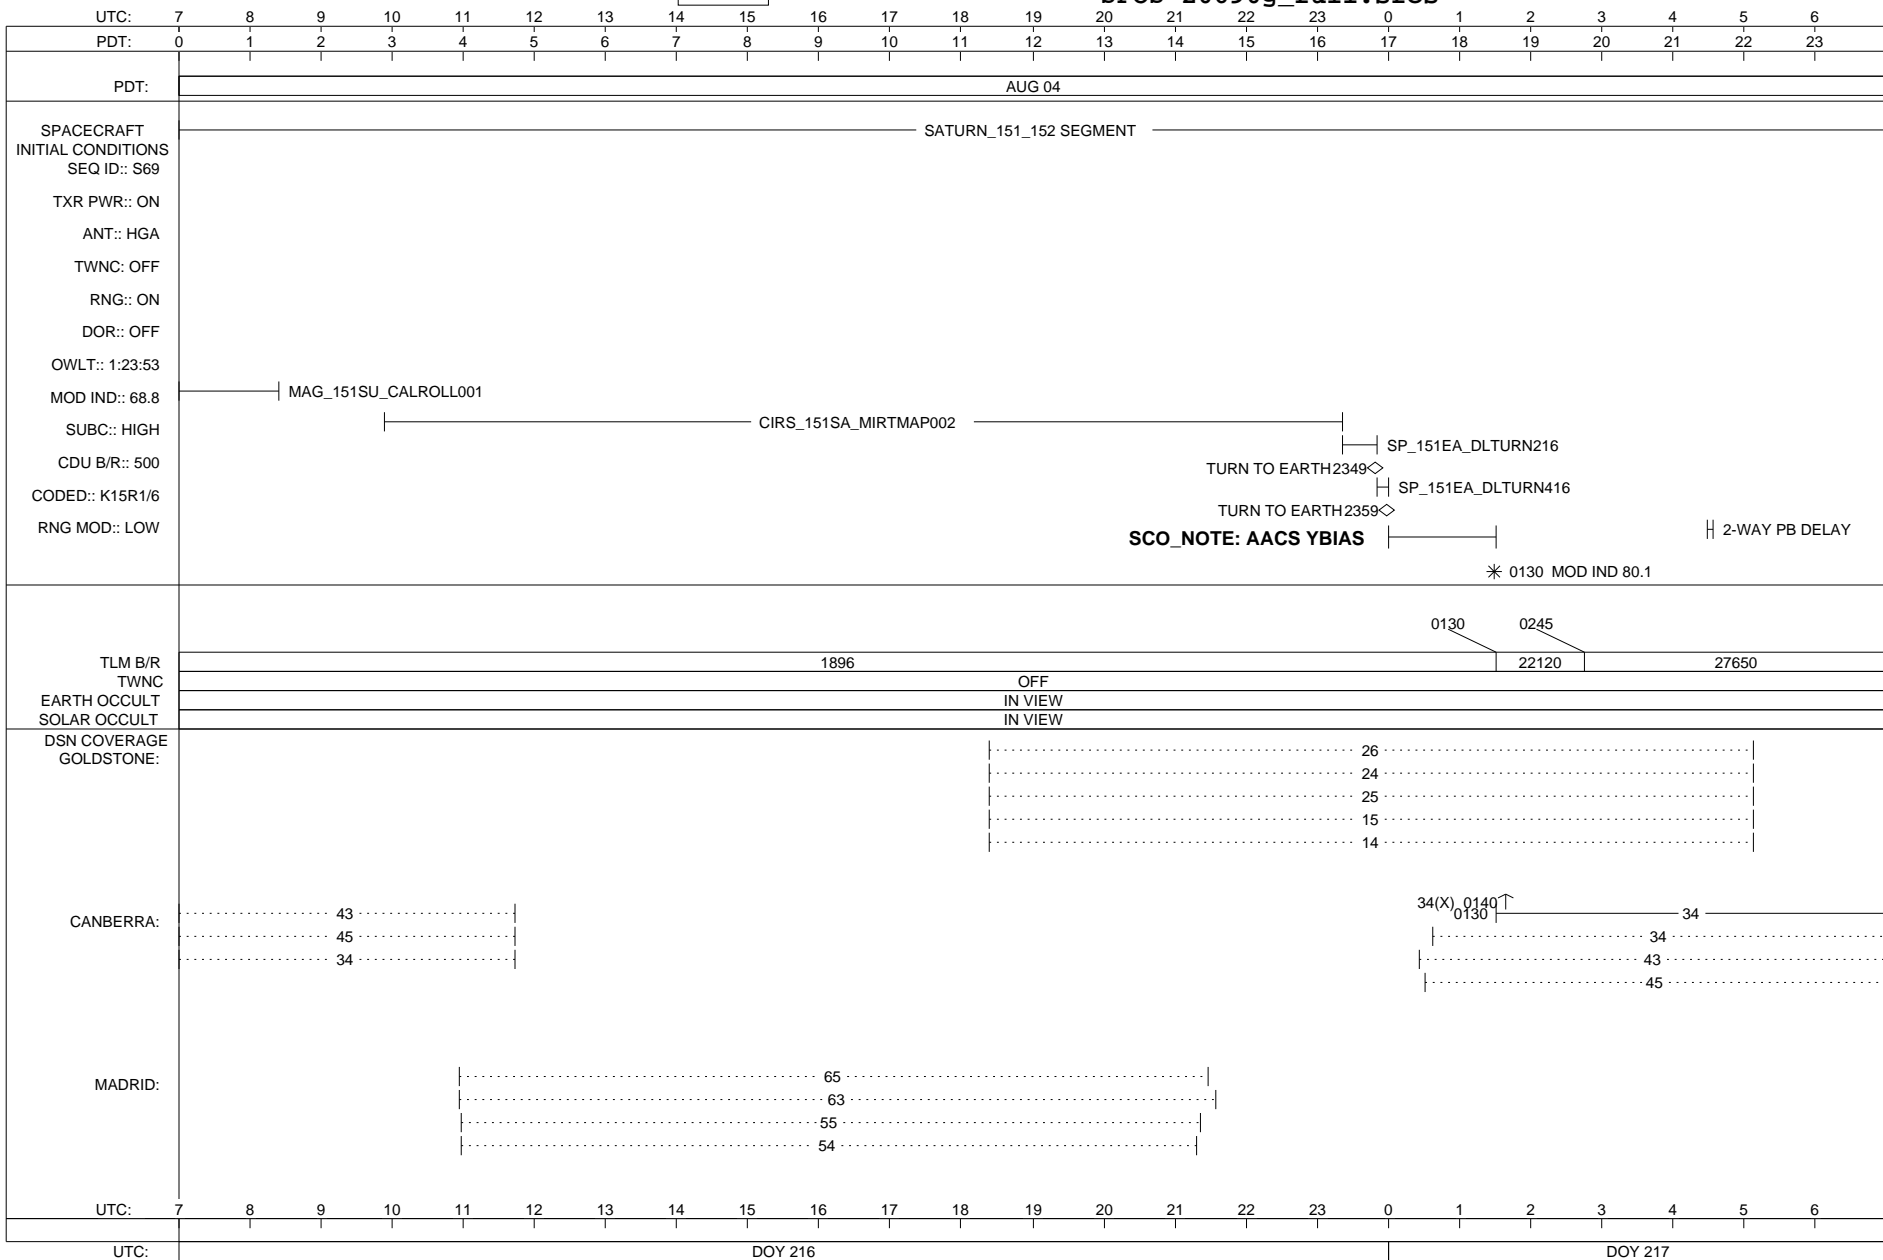 UTC: 7 8 9 10 11 12 13 14 15 16 17 18 19 20 21 22 23 0 1 2 3 4 5 6
PDT: 0 1 2 3 4 5 6 7 8 9 10 11 12 13 14 15 16 17 18 19 20 21 22 23
PDT: AUG 04
SPACECRAFT
INITIAL CONDITIONS
SATURN_151_152 SEGMENT
SEQ ID:: S69
TXR PWR:: ON
ANT:: HGA
TWNC: OFF
RNG:: ON
DOR:: OFF
OWLT:: 1:23:53
MOD IND:: 68.8
MAG_151SU_CALROLL001
CIRS_151SA_MIRTMAP002
SUBC:: HIGH
SP_151EA_DLTURN216
CDU B/R:: 500
TURN TO EARTH 2349
CODED:: K15R1/6
SP_151EA_DLTURN416
TURN TO EARTH 2359
RNG MOD:: LOW
2-WAY PB DELAY
SCO_NOTE: AACS YBIAS
0130 MOD IND 80.1
0130 0245
TLM B/R 1896 22120 27650
TWNC OFF
EARTH OCCULT IN VIEW
SOLAR OCCULT IN VIEW
DSN COVERAGE
GOLDSTONE:
26
24
25
15
14
CANBERRA:
34(X) 0140
43 0130 34
45 34
34 43
45
MADRID:
65
63
55
54
UTC: 7 8 9 10 11 12 13 14 15 16 17 18 19 20 21 22 23 0 1 2 3 4 5 6
UTC: DOY 216 DOY 217